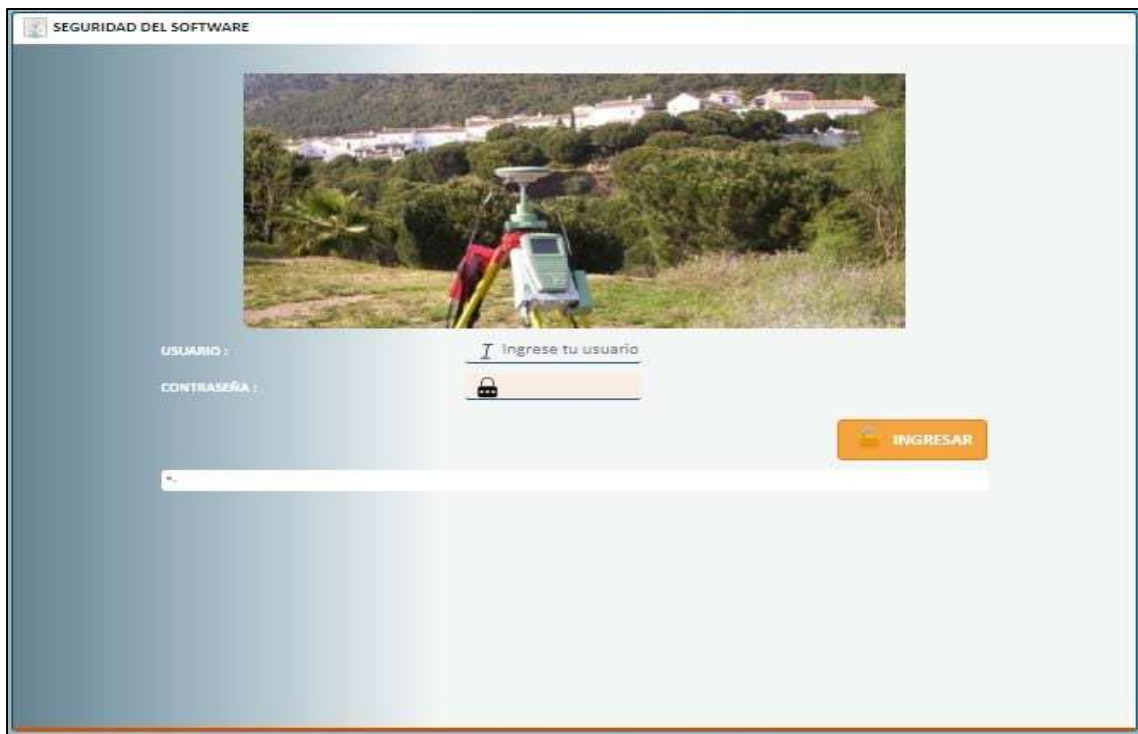 SEGURIDAD DEL SOFTWARE
USUARIO :
Ingrese tu usuario
CONTRASEÑA :
INGRESAR
*-